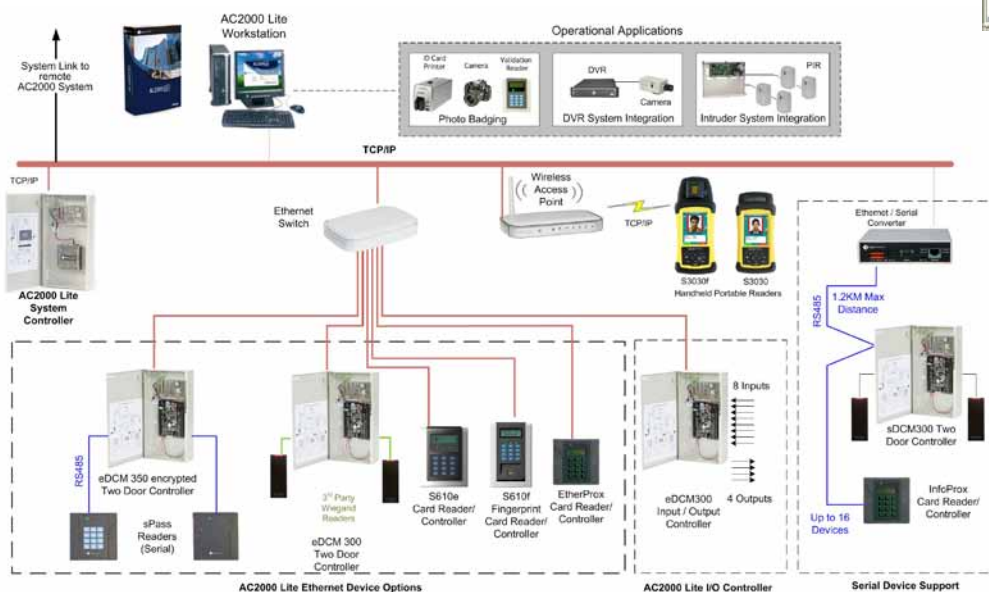 AC2000 Lite
Workstation
System Link to
remote
AC2000 System
Operational Applications
ID Card
Printer
Camera
Validation
Reader
Photo Badging
DVR
Camera
DVR System Integration
PIR
Intruder System Integration
TCP/IP
TCP/IP
Ethernet
Switch
Wireless
Access
Point
TCP/IP
S3030f
S3030
Handheld Portable Readers
Ethernet / Serial
Converter
AC2000 Lite
System
Controller
RS485
1.2KM Max
Distance
sDCM300 Two
Door Controller
InfoProx
Card Reader/
Controller
Up to 16
Devices
RS485
eDCM 350 encrypted
Two Door Controller
sPass
Readers
(Serial)
3rd Party
Wiegand
Readers
eDCM 300
Two Door
Controller
S610e
Card Reader/
Controller
S610f
Fingerprint
Card Reader/
Controller
EtherProx
Card Reader/
Controller
8 Inputs
4 Outputs
eDCM300
Input / Output
Controller
AC2000 Lite Ethernet Device Options
AC2000 Lite I/O Controller
Serial Device Support